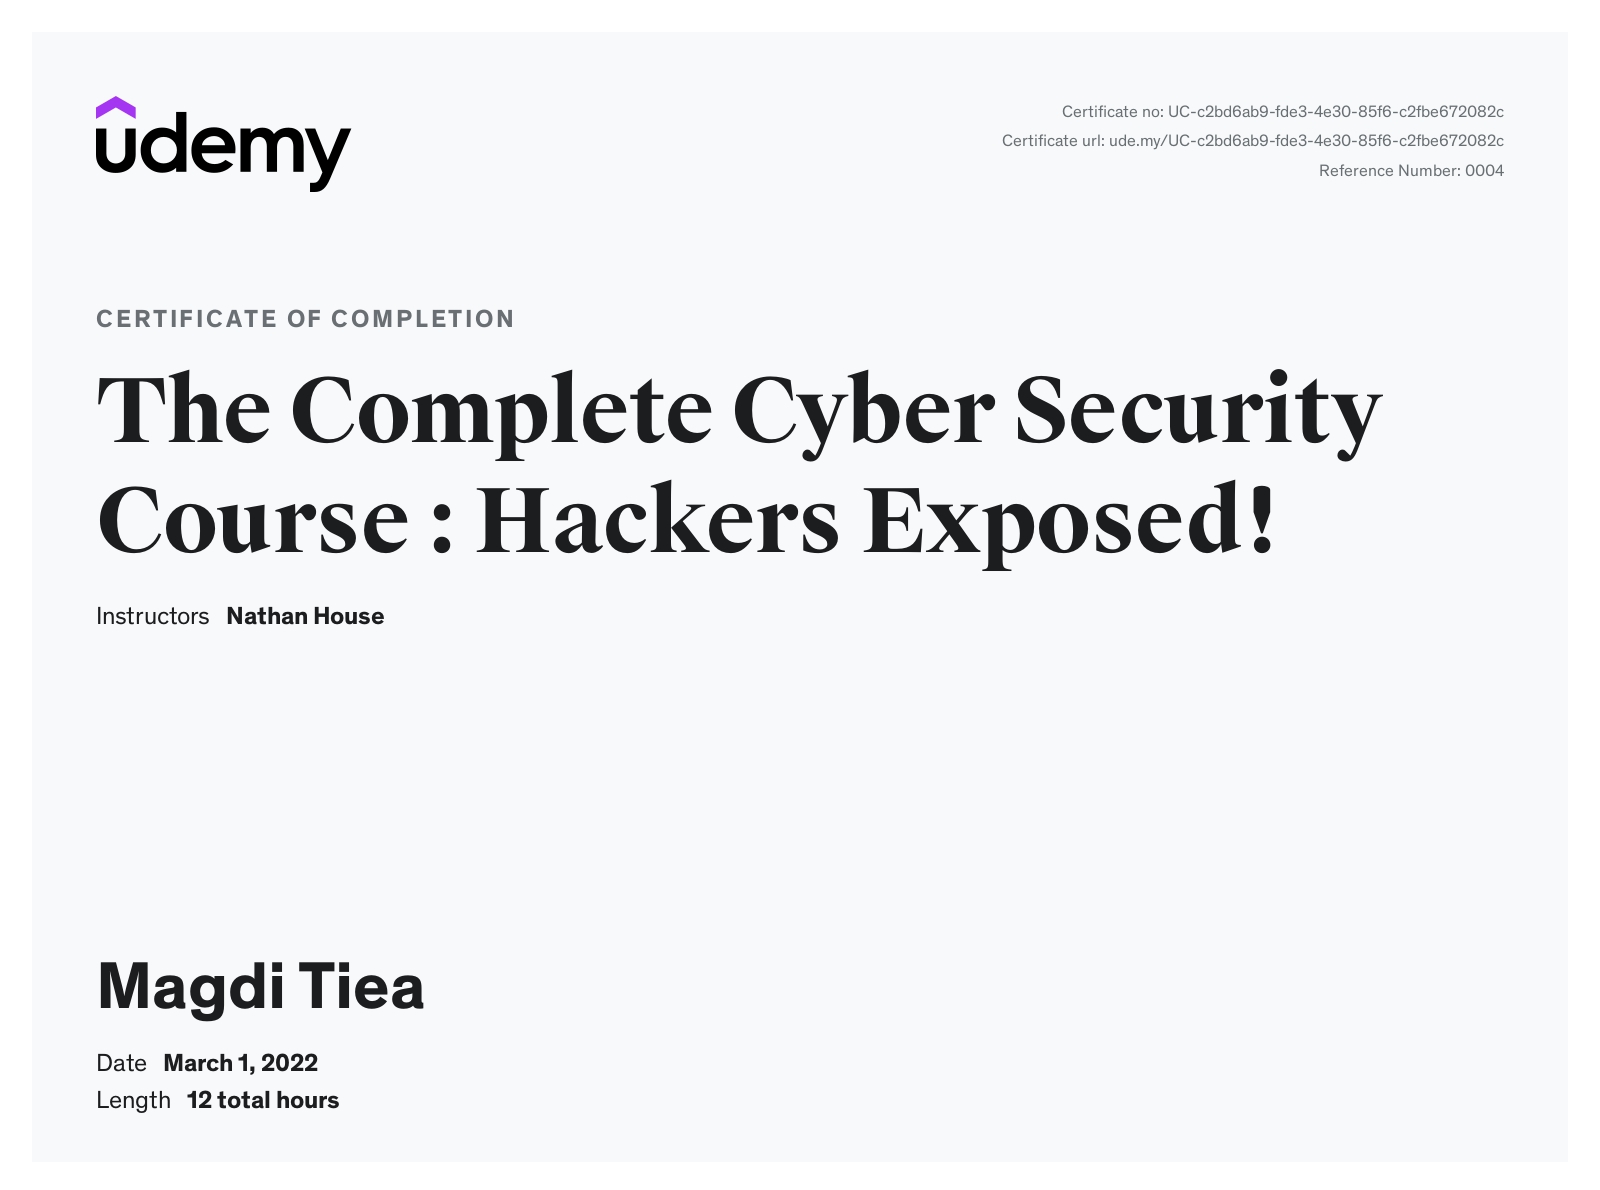 udemy
Certificate no: UC-c2bd6ab9-fde3-4e30-85f6-c2fbe672082c
Certificate url: ude.my/UC-c2bd6ab9-fde3-4e30-85f6-c2fbe672082c
Reference Number: 0004
CERTIFICATE OF COMPLETION
The Complete Cyber Security
Course : Hackers Exposed!
Instructors Nathan House
Magdi Tiea
Date March 1, 2022
Length 12 total hours